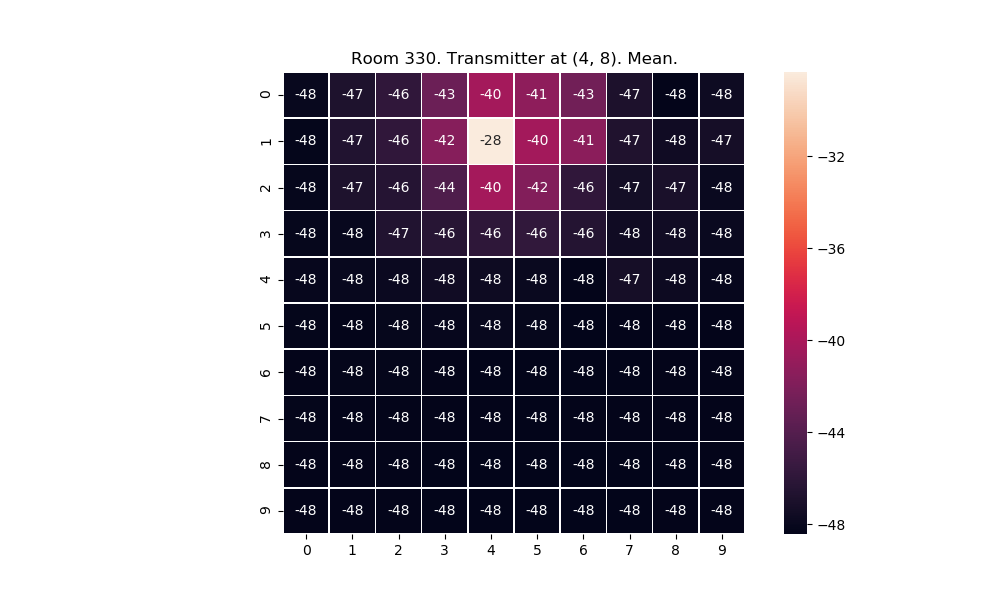 Room 330. Transmitter at (4, 8). Mean.
0 -48 -47 -46 -43 -40 -41 -43 -47 -48 -48
1 -48 -47 -46 -42 -28 -40 -41 -47 -48 -47
2 -48 -47 -46 -44 -40 -42 -46 -47 -47 -48
3 -48 -48 -47 -46 -46 -46 -46 -48 -48 -48
4 -48 -48 -48 -48 -48 -48 -48 -47 -48 -48
5 -48 -48 -48 -48 -48 -48 -48 -48 -48 -48
6 -48 -48 -48 -48 -48 -48 -48 -48 -48 -48
7 -48 -48 -48 -48 -48 -48 -48 -48 -48 -48
8 -48 -48 -48 -48 -48 -48 -48 -48 -48 -48
9 -48 -48 -48 -48 -48 -48 -48 -48 -48 -48
0 1 2 3 4 5 6 7 8 9
−32
−36
−40
−44
−48